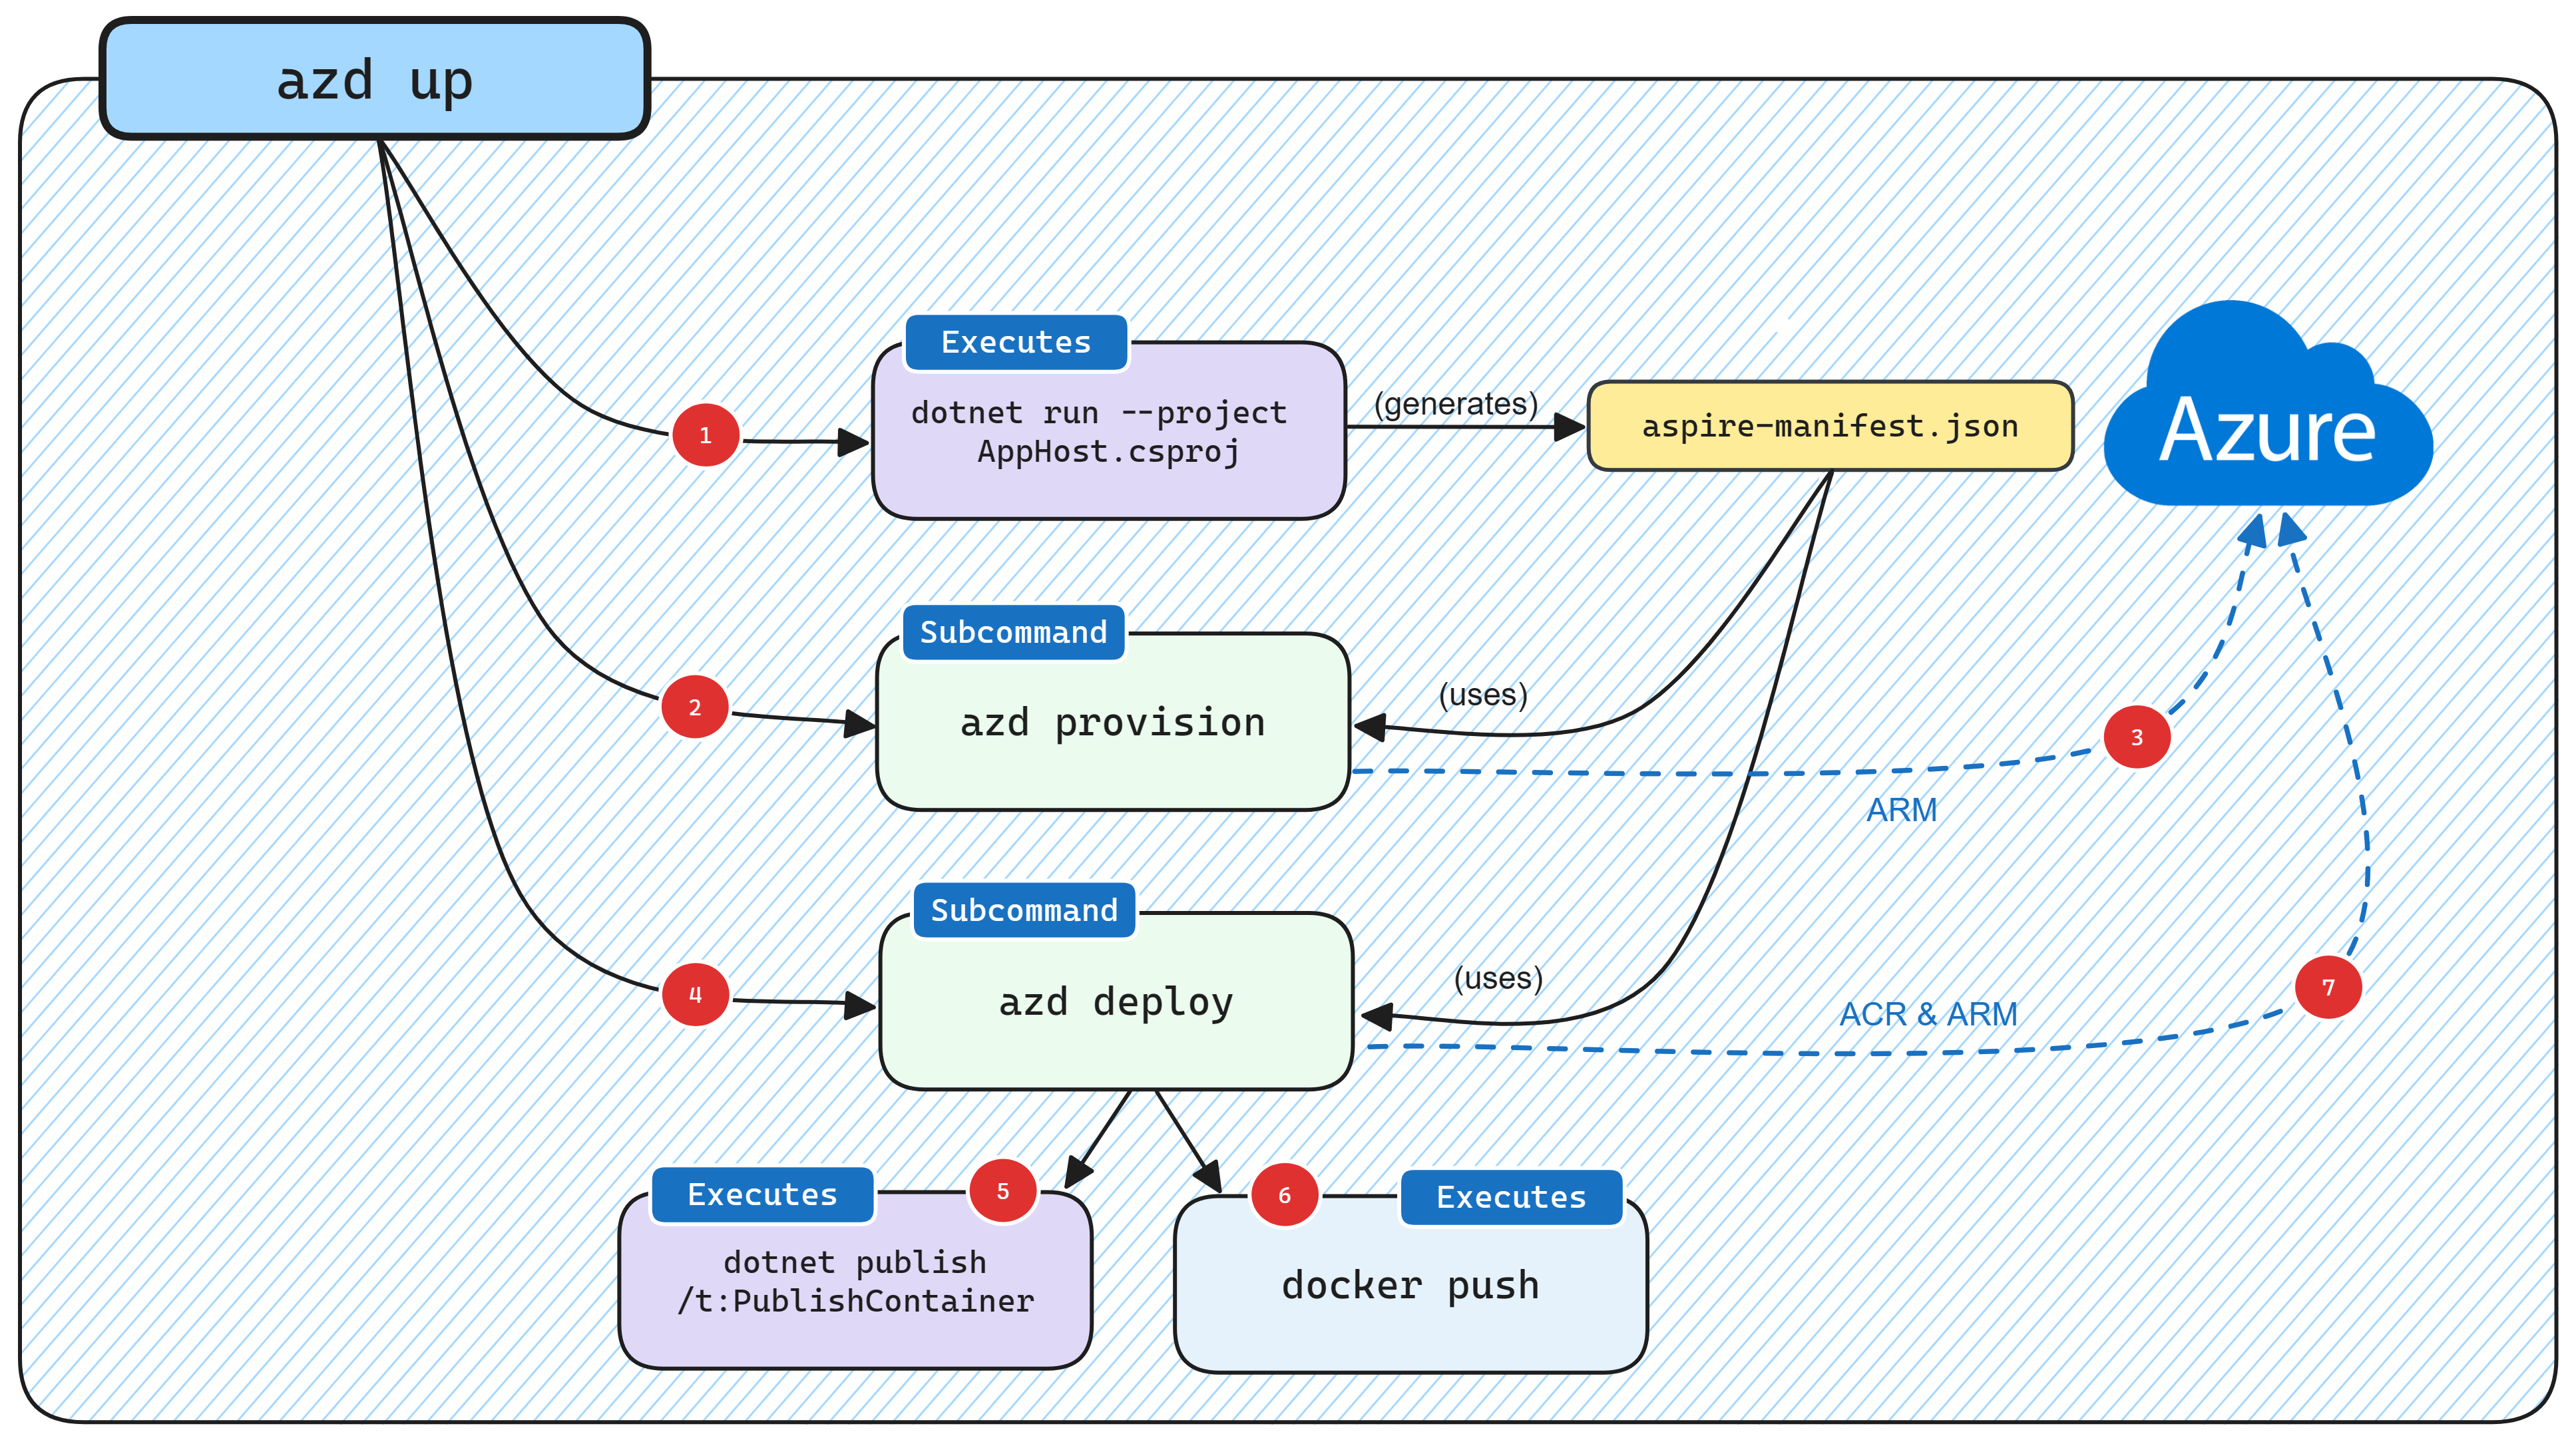 azd up
Executes
dotnet run --project
AppHost.csproj
1
(generates)
aspire-manifest.json
Azure
Subcommand
azd provision
2
(uses)
3
ARM
Subcommand
azd deploy
4
(uses)
7
ACR & ARM
Executes
5
dotnet publish
/t:PublishContainer
6
Executes
docker push